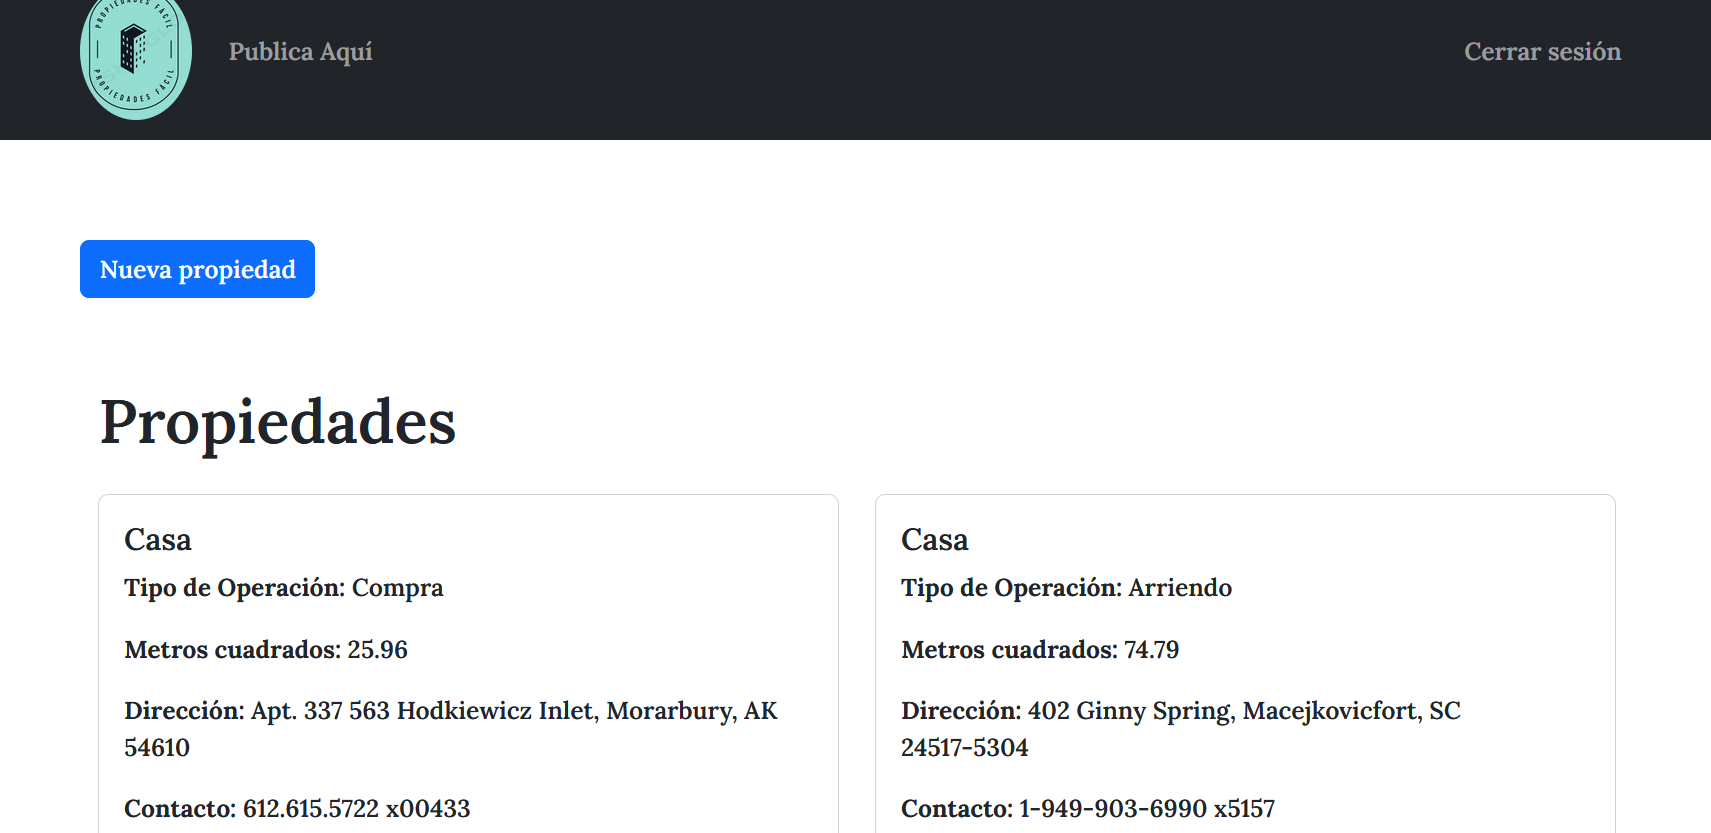 PROPIEDADES FACIL
PROPIEDADES FACIL
Publica Aquí
Cerrar sesión
Nueva propiedad
Propiedades
Casa
Tipo de Operación: Compra
Metros cuadrados: 25.96
Dirección: Apt. 337 563 Hodkiewicz Inlet, Morarbury, AK
54610
Contacto: 612.615.5722 x00433
Casa
Tipo de Operación: Arriendo
Metros cuadrados: 74.79
Dirección: 402 Ginny Spring, Macejkovicfort, SC
24517-5304
Contacto: 1-949-903-6990 x5157